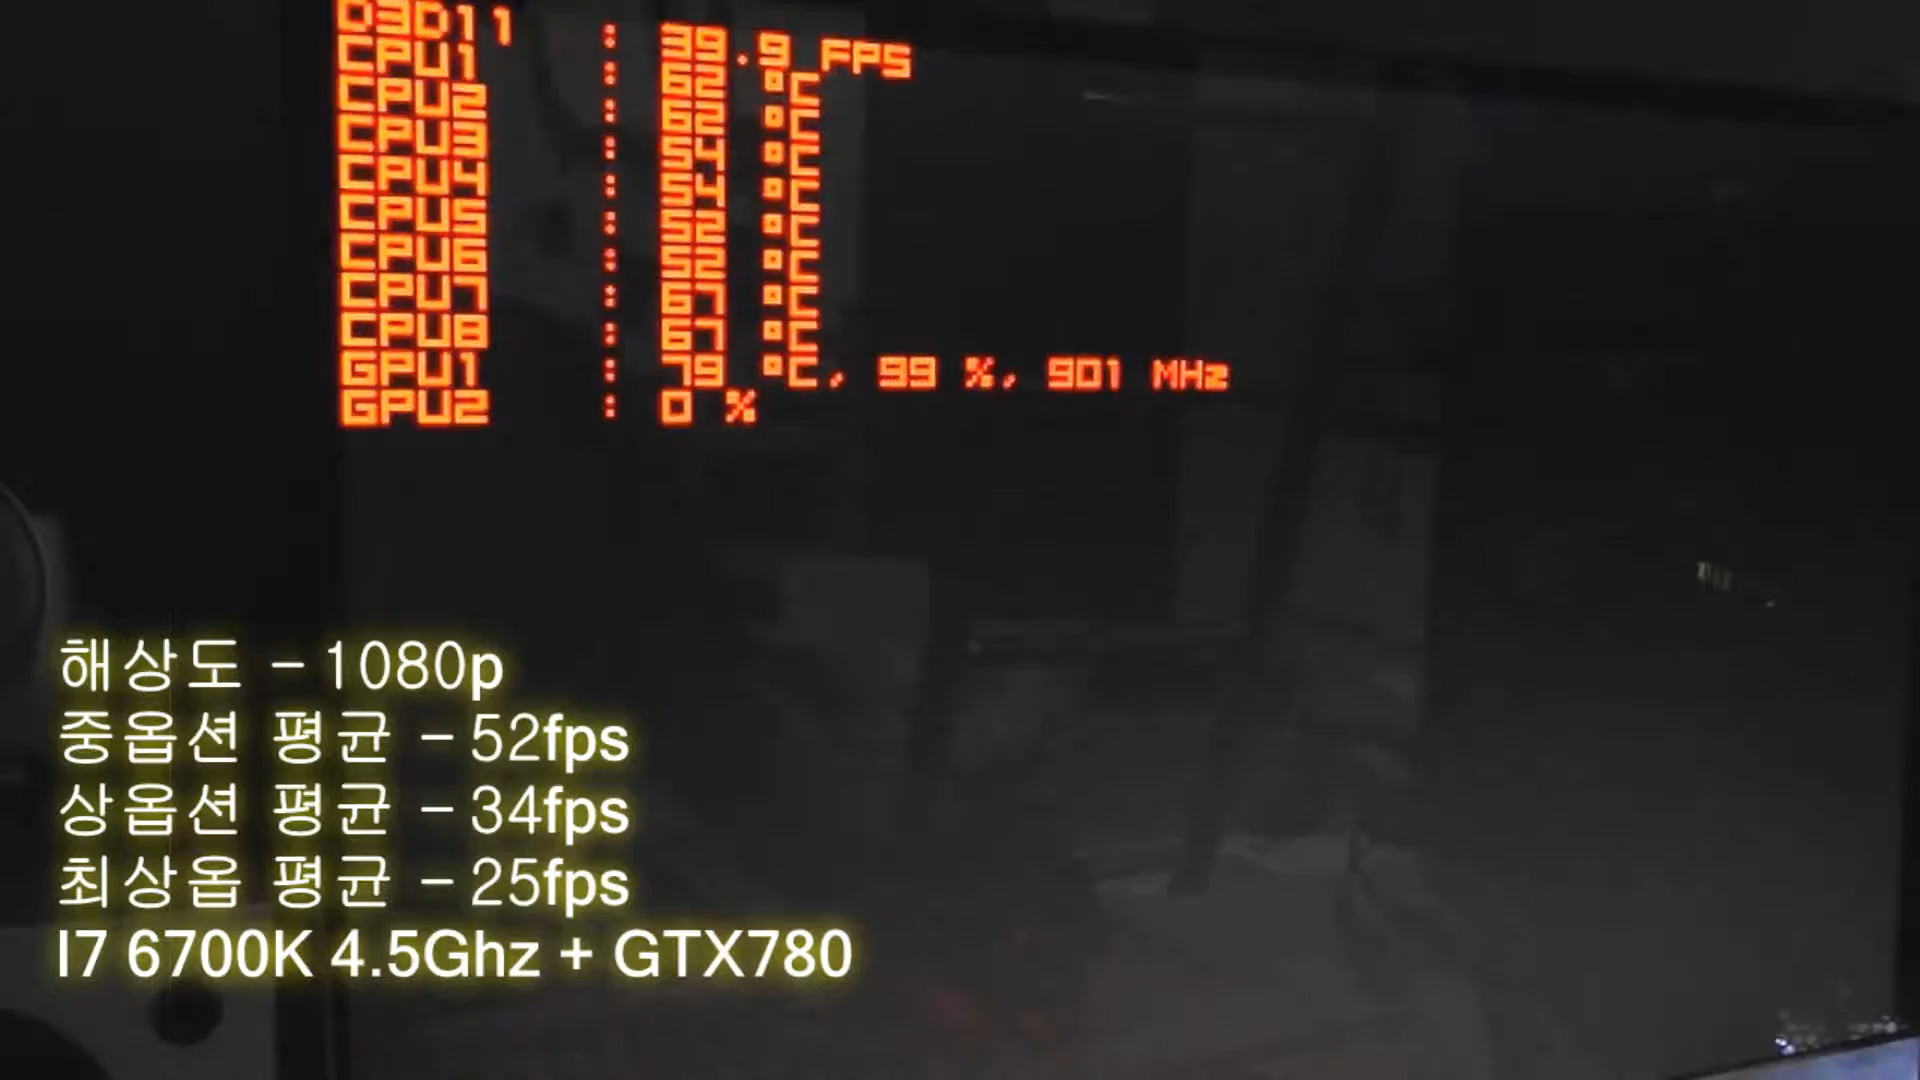 D3D11 : 39.9 FPS
CPU1 : 62 °C
CPU2 : 62 °C
CPU3 : 54 °C
CPU4 : 54 °C
CPU5 : 52 °C
CPU6 : 52 °C
CPU7 : 67 °C
CPU8 : 67 °C
GPU1 : 79 °C, 99 %, 901 MHz
GPU2 : 0 %
해상도 - 1080p
중옵션 평균 - 52fps
상옵션 평균 - 34fps
최상옵 평균 - 25fps
I7 6700K 4.5Ghz + GTX780